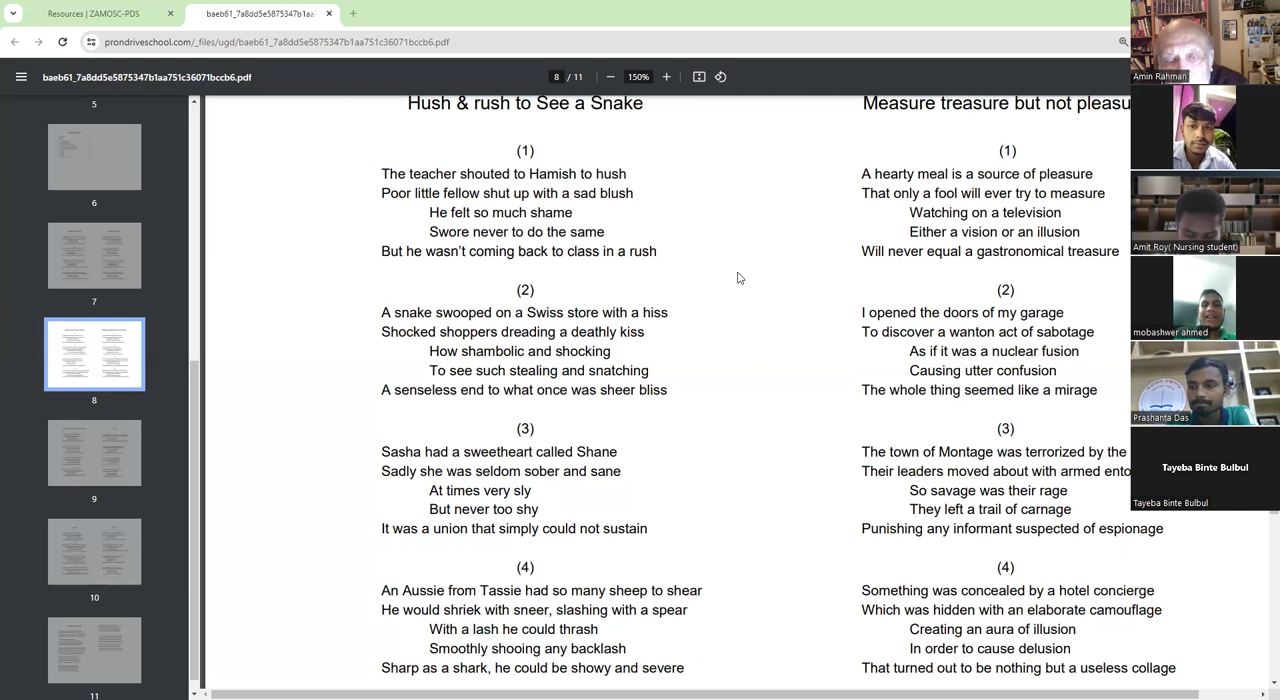 Resources | ZAMOSC-PDS
baeb61_7a8dd5e5875347b1aa
prondriveschool.com/_files/ugd/baeb61_7a8dd5e5875347b1aa751c36071bccb6.pdf
baeb61_7a8dd5e5875347b1aa751c36071bccb6.pdf
8 / 11
150%
5
6
7
8
9
10
11
Hush & rush to See a Snake
(1)
The teacher shouted to Hamish to hush
Poor little fellow shut up with a sad blush
He felt so much shame
Swore never to do the same
But he wasn't coming back to class in a rush
(2)
A snake swooped on a Swiss store with a hiss
Shocked shoppers dreading a deathly kiss
How shambolc and shocking
To see such stealing and snatching
A senseless end to what once was sheer bliss
(3)
Sasha had a sweetheart called Shane
Sadly she was seldom sober and sane
At times very sly
But never too shy
It was a union that simply could not sustain
(4)
An Aussie from Tassie had so many sheep to shear
He would shriek with sneer, slashing with a spear
With a lash he could thrash
Smoothly shoving any backlash
Sharp as a shark, he could be showy and severe
Measure treasure but not pleasu
(1)
A hearty meal is a source of pleasure
That only a fool will ever try to measure
Watching on a television
Either a vision or an illusion
Will never equal a gastronomical treasure
(2)
I opened the doors of my garage
To discover a wanton act of sabotage
As if it was a nuclear fusion
Causing utter confusion
The whole thing seemed like a mirage
(3)
The town of Montage was terrorized by the
Their leaders moved about with armed ento
So savage was their rage
They left a trail of carnage
Punishing any informant suspected of espionage
(4)
Something was concealed by a hotel concierge
Which was hidden with an elaborate camouflage
Creating an aura of illusion
In order to cause delusion
That turned out to be nothing but a useless collage
Amin Rahman
Amit Roy( Nursing student)
mobashwer ahmed
Prashanta Das
Tayeba Binte Bulbul
Tayeba Binte Bulbul